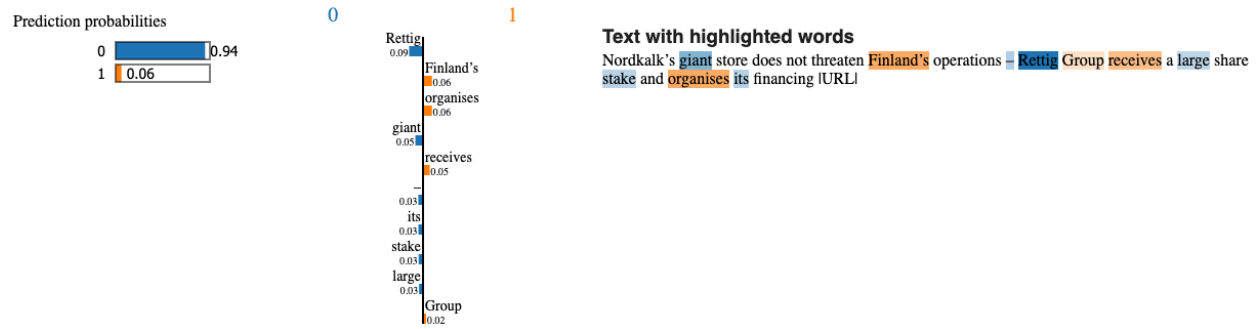 Prediction probabilities
0 0.94
1 0.06
0 1
Rettig
0.09
Finland’s
0.06
organises
0.06
giant
0.05
receives
0.05
–
0.03
its
0.03
stake
0.03
large
0.03
Group
0.02
Text with highlighted words
Nordkalk’s giant store does not threaten Finland’s operations – Rettig Group receives a large share
stake and organises its financing |URL|